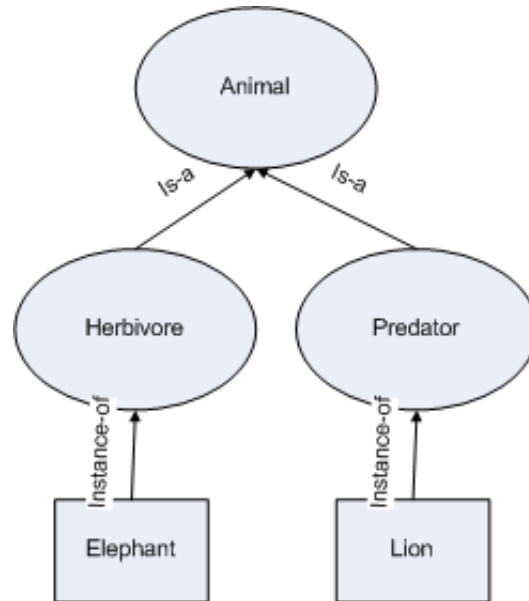 Animal
Is-a
Is-a
Herbivore
Predator
Instance-of
Instance-of
Elephant
Lion